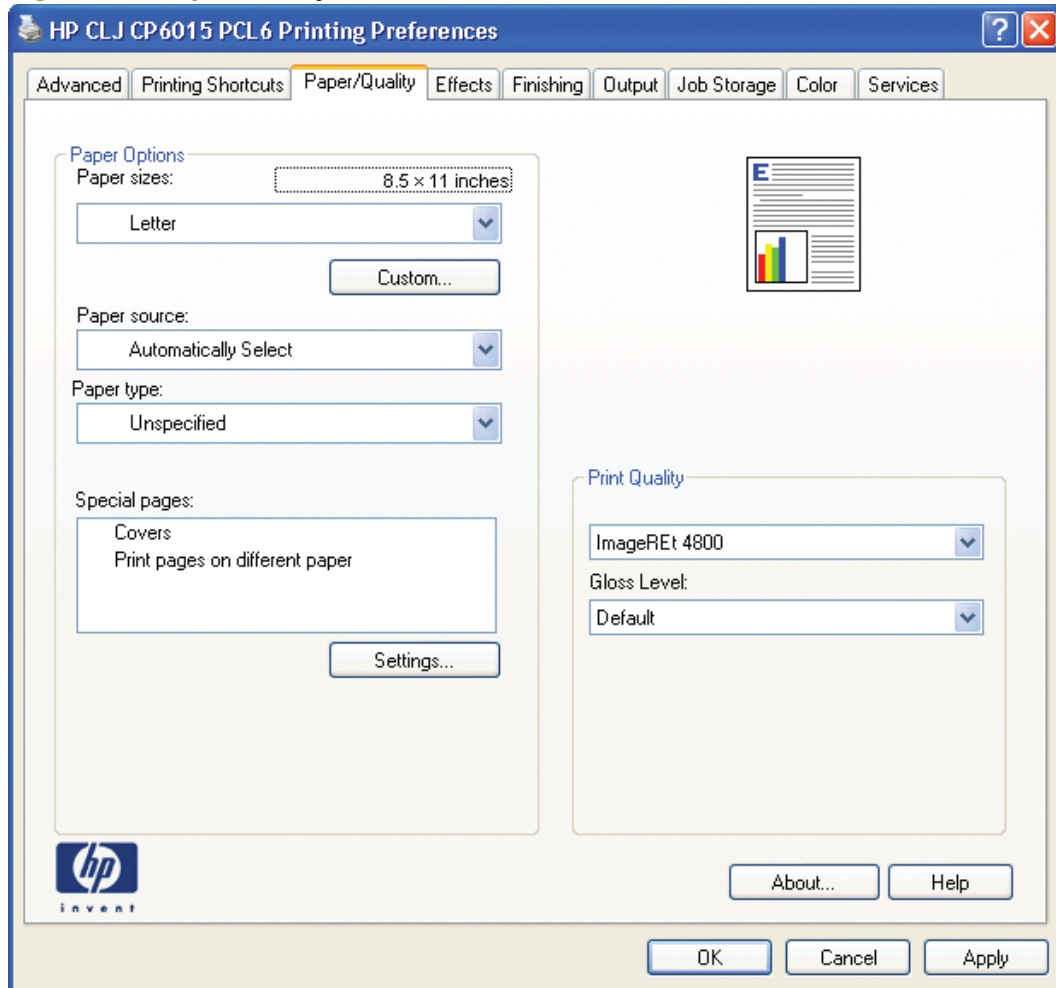 HP CLJ CP6015 PCL6 Printing Preferences
Advanced
Printing Shortcuts
Paper/Quality
Effects
Finishing
Output
Job Storage
Color
Services
Paper Options
Paper sizes:
8.5 × 11 inches
Letter
Custom...
Paper source:
Automatically Select
Paper type:
Unspecified
Special pages:
Covers
Print pages on different paper
Settings...
E
Print Quality
ImageREt 4800
Gloss Level:
Default
hp
invent
About...
Help
OK
Cancel
Apply